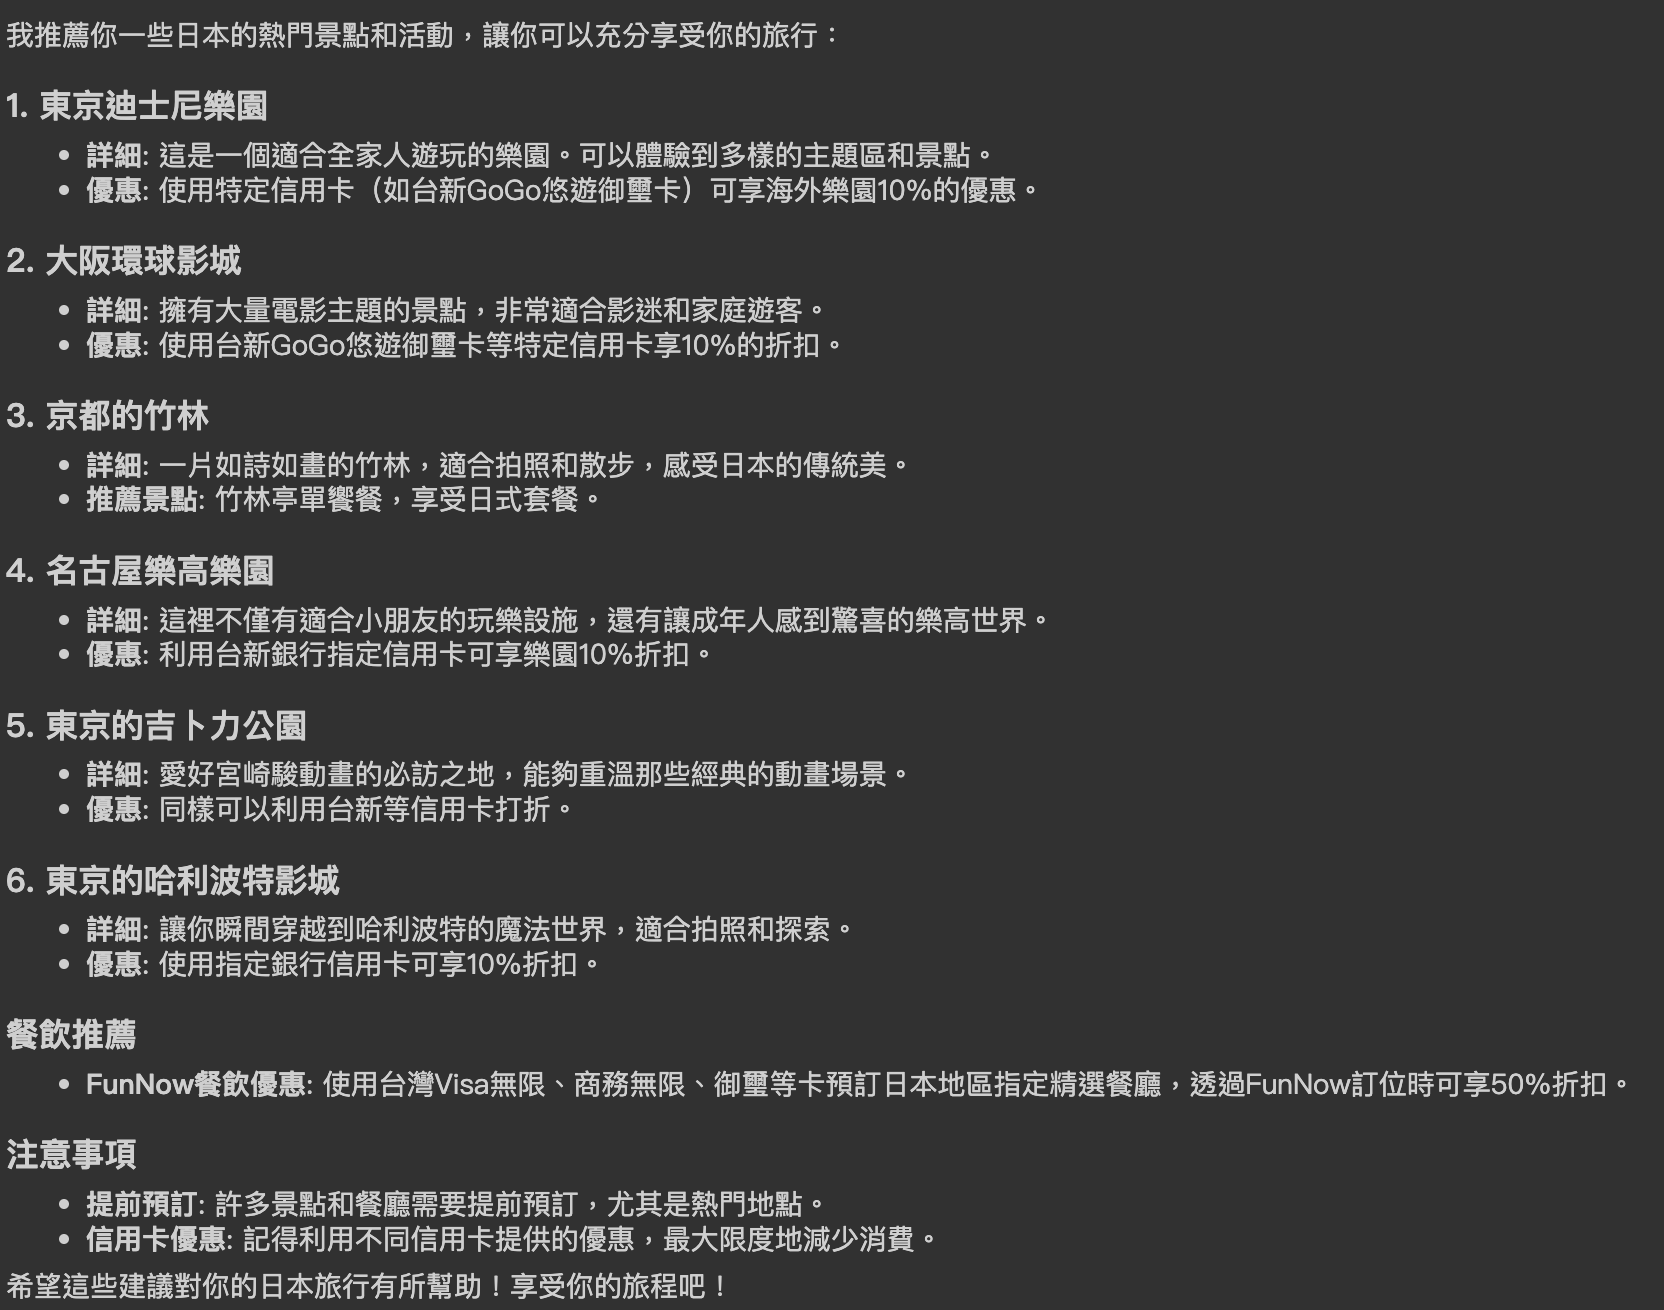 我推薦你一些日本的熱門景點和活動，讓你可以充分享受你的旅行：
1. 東京迪士尼樂園
• 詳細: 這是一個適合全家人遊玩的樂園。可以體驗到多樣的主題區和景點。
• 優惠: 使用特定信用卡（如台新GoGo悠遊御璽卡）可享海外樂園10%的優惠。
2. 大阪環球影城
• 詳細: 擁有大量電影主題的景點，非常適合影迷和家庭遊客。
• 優惠: 使用台新GoGo悠遊御璽卡等特定信用卡享10%的折扣。
3. 京都的竹林
• 詳細: 一片如詩如畫的竹林，適合拍照和散步，感受日本的傳統美。
• 推薦景點: 竹林亭單饗餐，享受日式套餐。
4. 名古屋樂高樂園
• 詳細: 這裡不僅有適合小朋友的玩樂設施，還有讓成年人感到驚喜的樂高世界。
• 優惠: 利用台新銀行指定信用卡可享樂園10%折扣。
5. 東京的吉卜力公園
• 詳細: 愛好宮崎駿動畫的必訪之地，能夠重溫那些經典的動畫場景。
• 優惠: 同樣可以利用台新等信用卡打折。
6. 東京的哈利波特影城
• 詳細: 讓你瞬間穿越到哈利波特的魔法世界，適合拍照和探索。
• 優惠: 使用指定銀行信用卡可享10%折扣。
餐飲推薦
• FunNow餐飲優惠: 使用台灣Visa無限、商務無限、御璽等卡預訂日本地區指定精選餐廳，透過FunNow訂位時可享50%折扣。
注意事項
• 提前預訂: 許多景點和餐廳需要提前預訂，尤其是熱門地點。
• 信用卡優惠: 記得利用不同信用卡提供的優惠，最大限度地減少消費。
希望這些建議對你的日本旅行有所幫助！享受你的旅程吧！